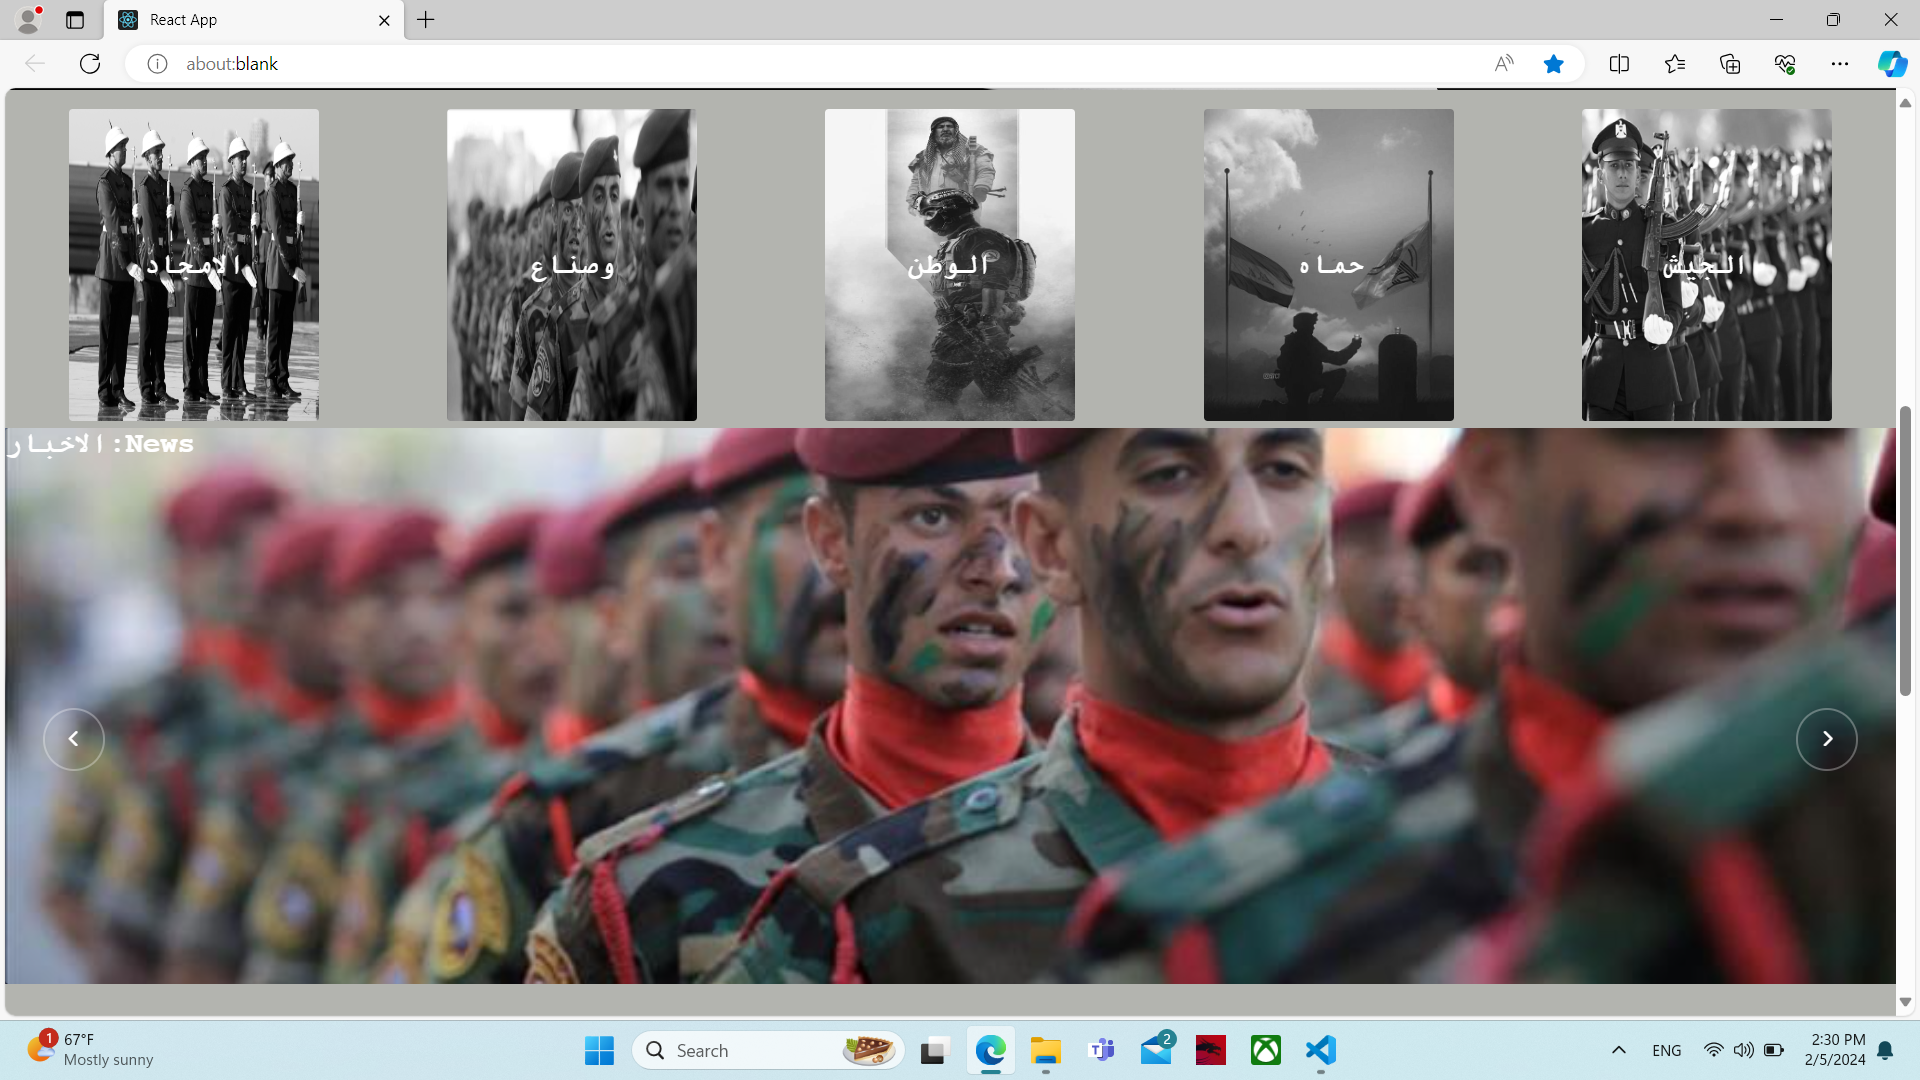 React App
about:blank
الجيش
حماه
الوطن
وصناع
الامجاد
الاخبار:News
1
67°F
Mostly sunny
Search
2
ENG
2:30 PM
2/5/2024